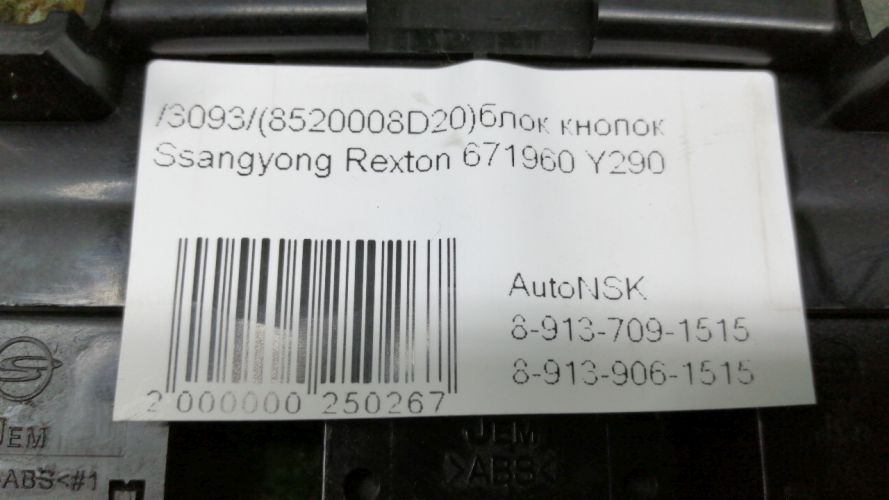 /3093/(8520008D20)блок кнопок
Ssangyong Rexton 671960 Y290
AutoNSK
8-913-709-1515
8-913-906-1515
2 000000 250267
JEM
ABS<#1
JEM
>ABS<